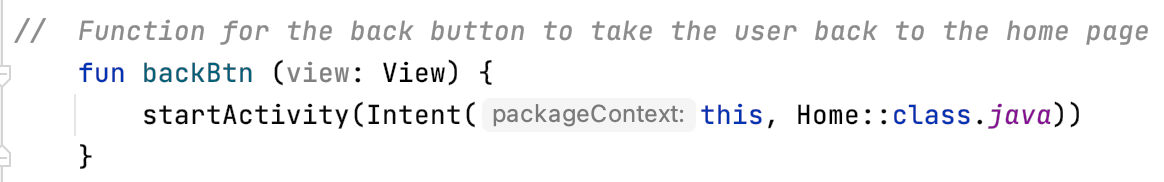 // Function for the back button to take the user back to the home page
fun backBtn (view: View) {
startActivity(Intent( packageContext: this, Home::class.java))
}